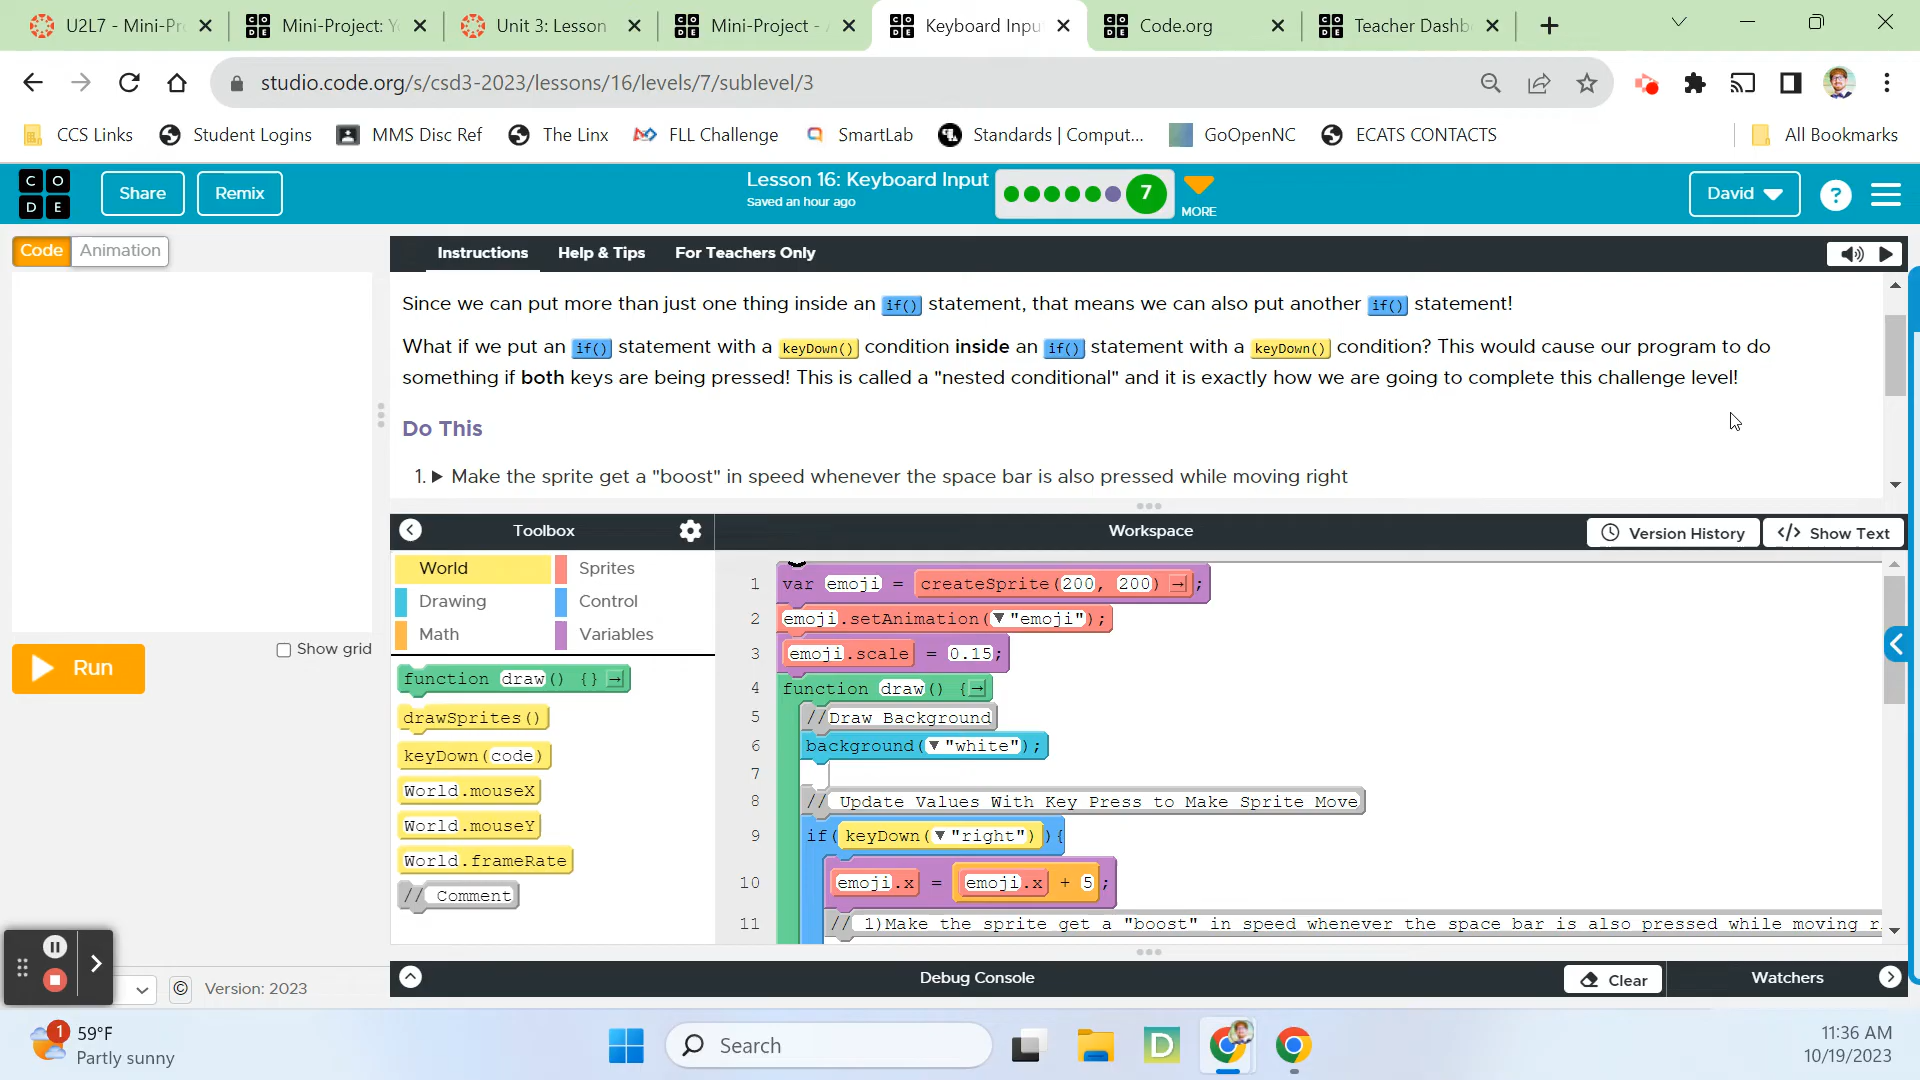 U2L7 - Mini-Pr
Mini-Project: Y
Unit 3: Lesson
Mini-Project - A
Keyboard Inpu
Code.org
Teacher Dashb
studio.code.org/s/csd3-2023/lessons/16/levels/7/sublevel/3
CCS Links
Student Logins
MMS Disc Ref
The Linx
FLL Challenge
SmartLab
Standards | Comput...
GoOpenNC
ECATS CONTACTS
All Bookmarks
C O
D E
Share
Remix
Lesson 16: Keyboard Input
Saved an hour ago
7
MORE
David
?
Code
Animation
Instructions
Help & Tips
For Teachers Only
Since we can put more than just one thing inside an if() statement, that means we can also put another if() statement!
What if we put an if() statement with a keyDown() condition inside an if() statement with a keyDown() condition? This would cause our program to do
something if both keys are being pressed! This is called a "nested conditional" and it is exactly how we are going to complete this challenge level!
Do This
1. ▶ Make the sprite get a "boost" in speed whenever the space bar is also pressed while moving right
Show grid
Run
Toolbox
Workspace
Version History
</> Show Text
World
Sprites
Drawing
Control
Math
Variables
function draw() {} →
drawSprites()
keyDown(code)
World.mouseX
World.mouseY
World.frameRate
// Comment
1 var emoji = createSprite(200, 200) → ;
2 emoji.setAnimation(▼"emoji");
3 emoji.scale = 0.15;
4 function draw() { →
5 //Draw Background
6 background(▼"white");
7
8 // Update Values With Key Press to Make Sprite Move
9 if(keyDown(▼"right")){
10 emoji.x = emoji.x + 5;
11 // 1)Make the sprite get a "boost" in speed whenever the space bar is also pressed while moving r
Debug Console
Clear
Watchers
© Version: 2023
1
59°F
Partly sunny
Search
D
11:36 AM
10/19/2023